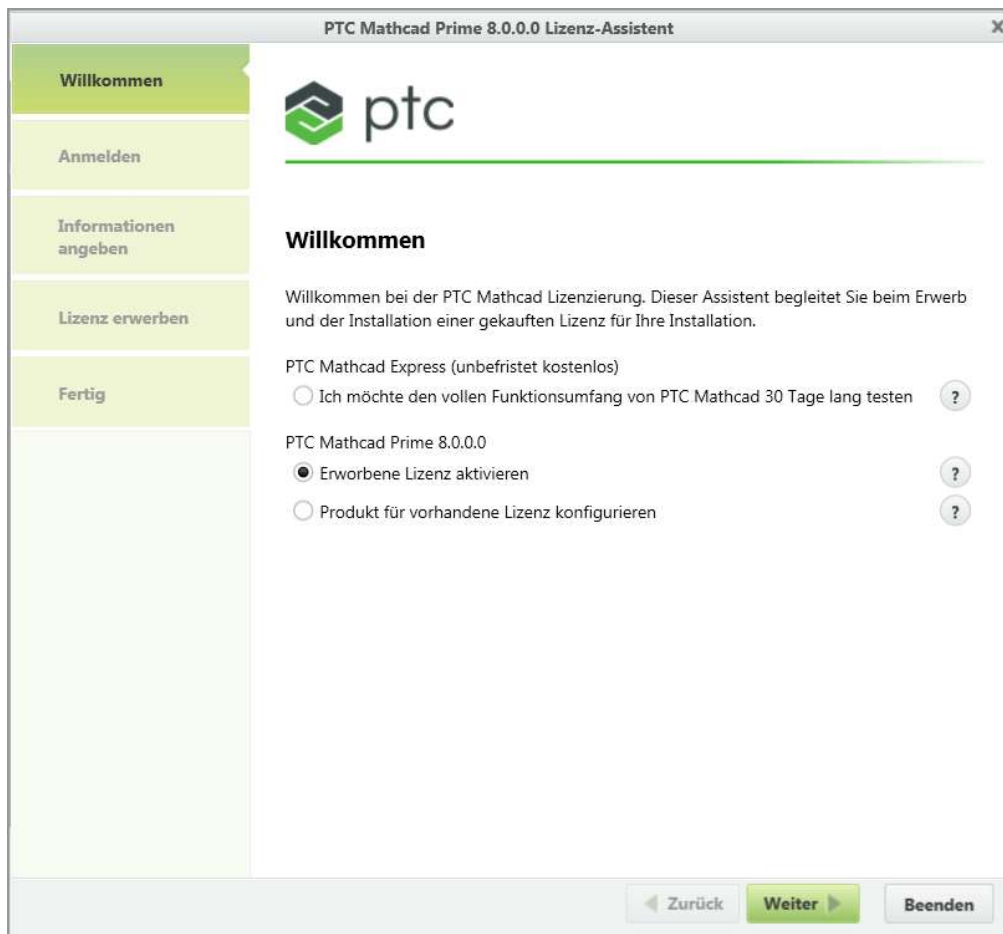 PTC Mathcad Prime 8.0.0.0 Lizenz-Assistent
x
Willkommen
Anmelden
Informationen
angeben
Lizenz erwerben
Fertig
ptc
Willkommen
Willkommen bei der PTC Mathcad Lizenzierung. Dieser Assistent begleitet Sie beim Erwerb
und der Installation einer gekauften Lizenz für Ihre Installation.
PTC Mathcad Express (unbefristet kostenlos)
Ich möchte den vollen Funktionsumfang von PTC Mathcad 30 Tage lang testen ?
PTC Mathcad Prime 8.0.0.0
Erworbene Lizenz aktivieren ?
Produkt für vorhandene Lizenz konfigurieren ?
Zurück Weiter Beenden